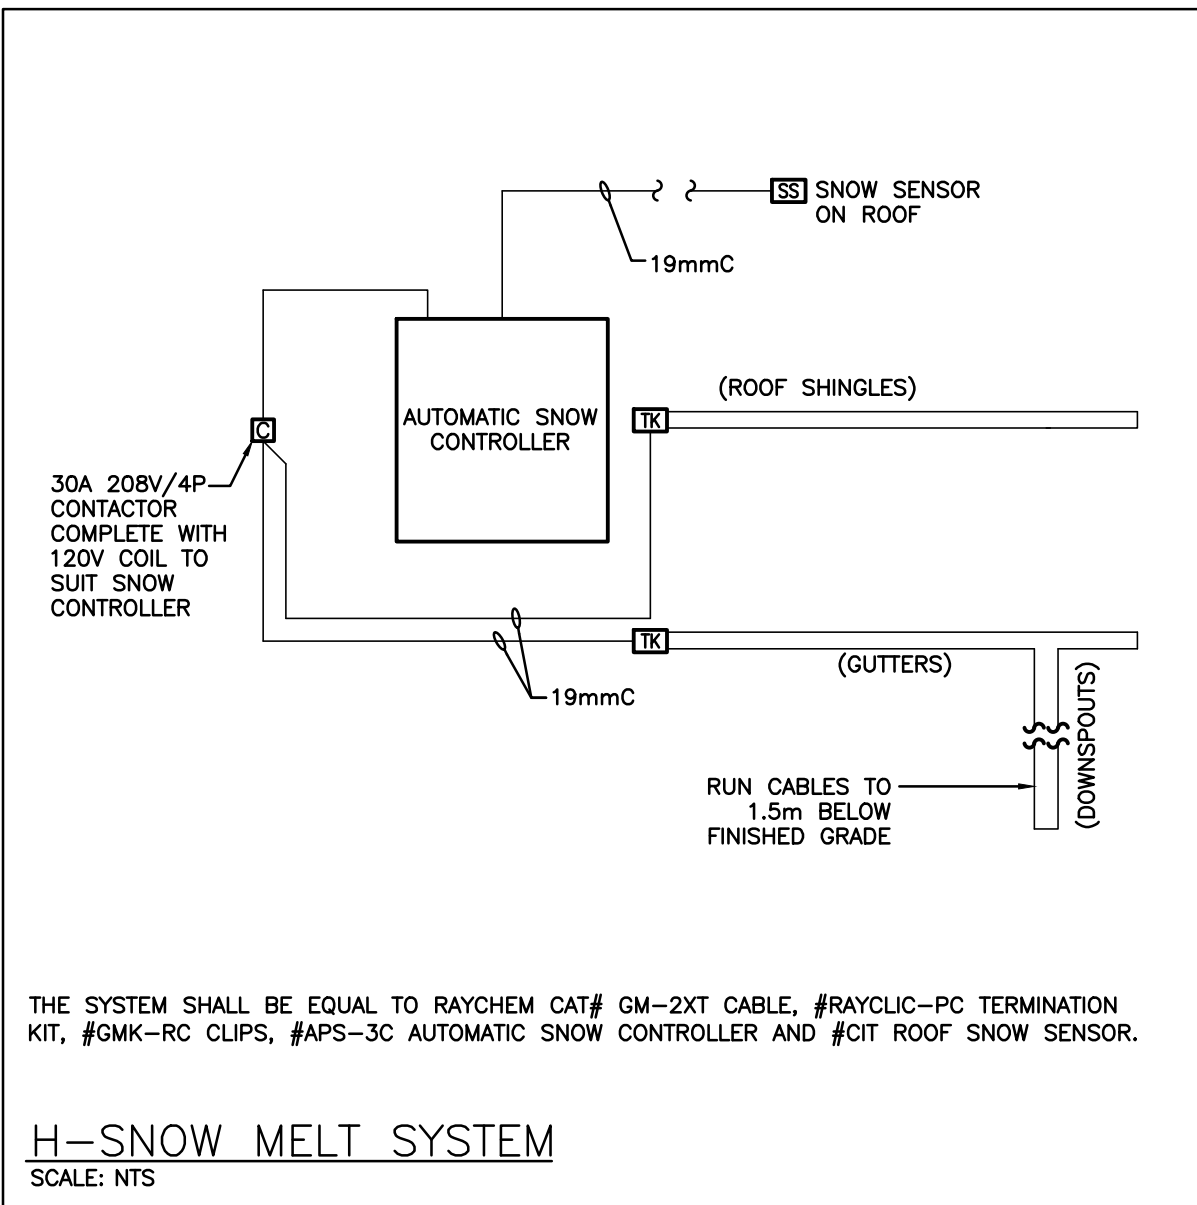 SS
SNOW SENSOR
ON ROOF
19mmC
(ROOF SHINGLES)
AUTOMATIC SNOW
CONTROLLER
TK
C
30A 208V/4P
CONTACTOR
COMPLETE WITH
120V COIL TO
SUIT SNOW
CONTROLLER
TK
(GUTTERS)
19mmC
(DOWNSPOUTS)
RUN CABLES TO
1.5m BELOW
FINISHED GRADE
THE SYSTEM SHALL BE EQUAL TO RAYCHEM CAT# GM-2XT CABLE, #RAYCLIC-PC TERMINATION
KIT, #GMK-RC CLIPS, #APS-3C AUTOMATIC SNOW CONTROLLER AND #CIT ROOF SNOW SENSOR.
H-SNOW MELT SYSTEM
SCALE: NTS